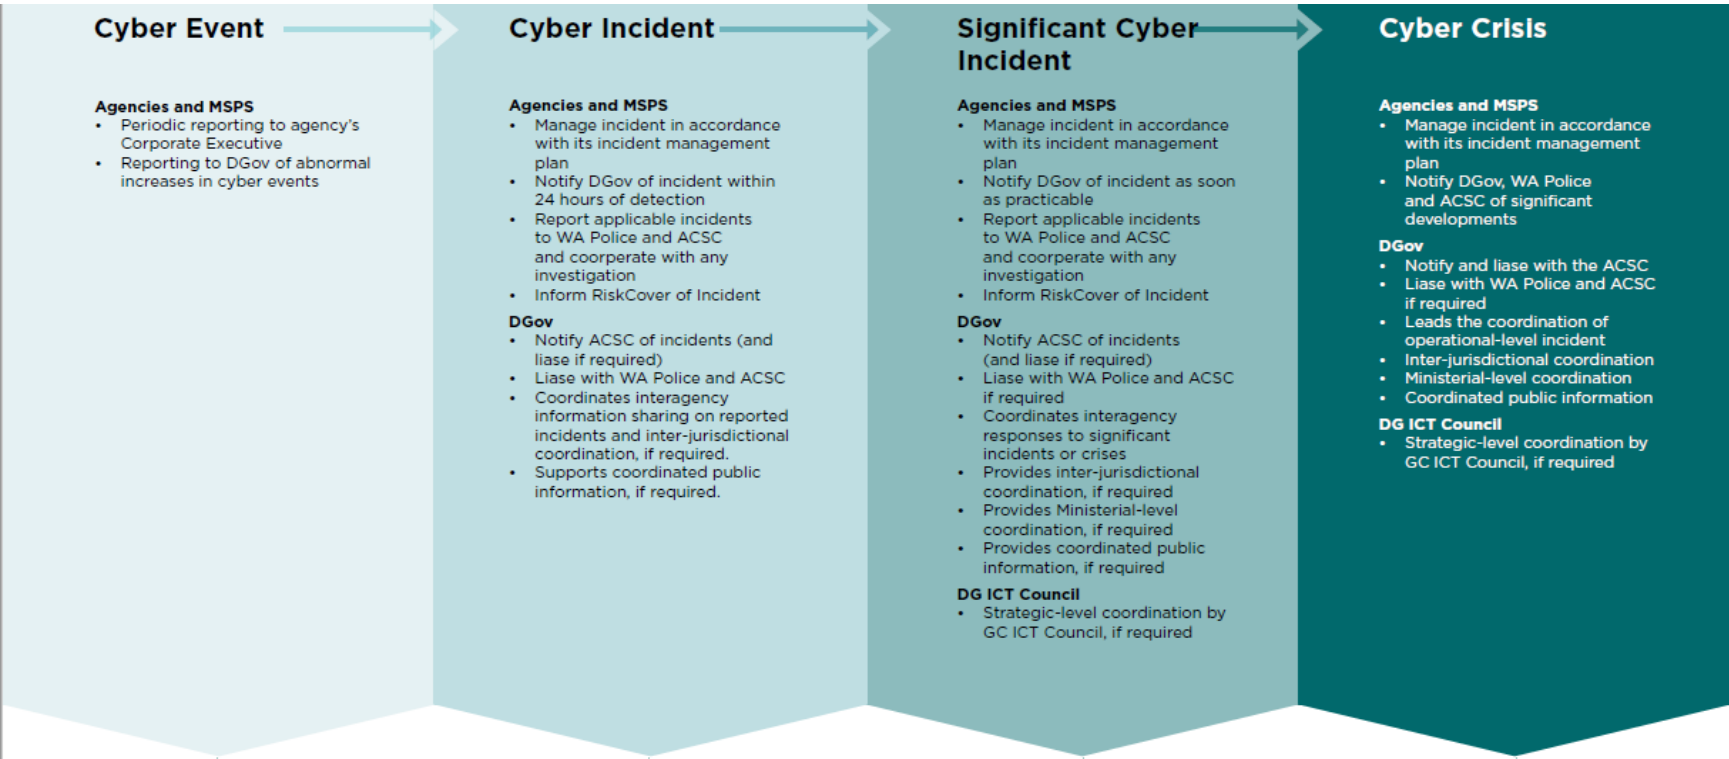 Cyber Event
Agencies and MSPS
• Periodic reporting to agency's
Corporate Executive
• Reporting to DGov of abnormal
increases in cyber events
Cyber Incident
Agencies and MSPS
• Manage incident in accordance
with its incident management
plan
• Notify DGov of incident within
24 hours of detection
• Report applicable incidents
to WA Police and ACSC
and coorperate with any
investigation
• Inform RiskCover of Incident
DGov
• Notify ACSC of incidents (and
liase if required)
• Liase with WA Police and ACSC
• Coordinates interagency
information sharing on reported
incidents and inter-jurisdictional
coordination, if required.
• Supports coordinated public
information, if required.
Significant Cyber
Incident
Agencies and MSPS
• Manage incident in accordance
with its incident management
plan
• Notify DGov of incident as soon
as practicable
• Report applicable incidents
to WA Police and ACSC
and coorperate with any
investigation
• Inform RiskCover of Incident
DGov
• Notify ACSC of incidents
(and liase if required)
• Liase with WA Police and ACSC
if required
• Coordinates interagency
responses to significant
incidents or crises
• Provides inter-jurisdictional
coordination, if required
• Provides Ministerial-level
coordination, if required
• Provides coordinated public
information, if required
DG ICT Council
• Strategic-level coordination by
GC ICT Council, if required
Cyber Crisis
Agencies and MSPS
• Manage incident in accordance
with its incident management
plan
• Notify DGov, WA Police
and ACSC of significant
developments
DGov
• Notify and liase with the ACSC
• Liase with WA Police and ACSC
if required
• Leads the coordination of
operational-level incident
• Inter-jurisdictional coordination
• Ministerial-level coordination
• Coordinated public information
DG ICT Council
• Strategic-level coordination by
GC ICT Council, if required